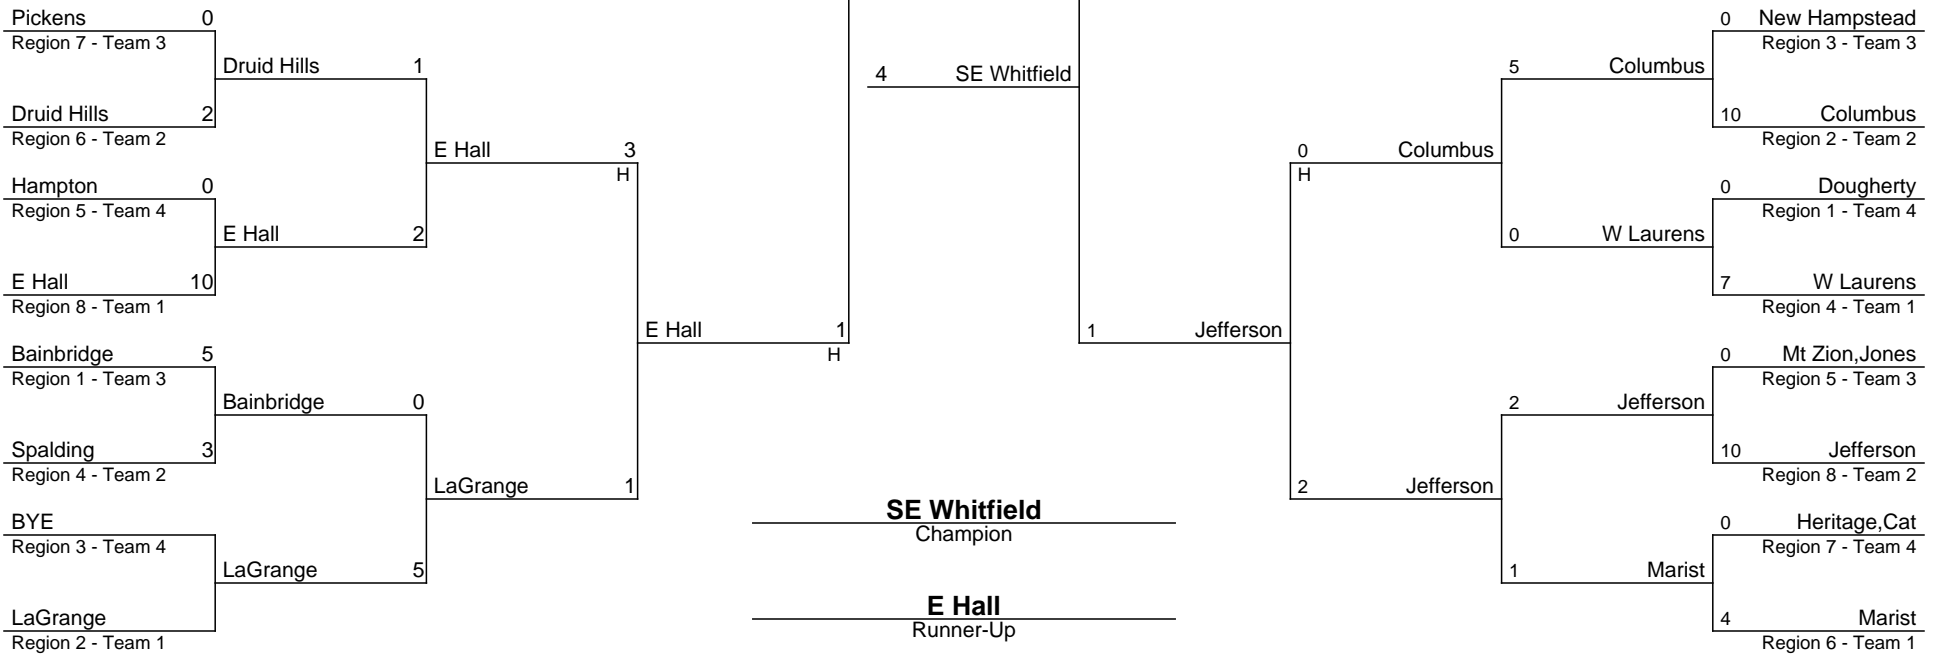 Pickens 0
Region 7 - Team 3
Druid Hills 1
Druid Hills 2
Region 6 - Team 2
E Hall 3
H
Hampton 0
Region 5 - Team 4
E Hall 2
E Hall 10
Region 8 - Team 1
E Hall 1
H
Bainbridge 5
Region 1 - Team 3
Bainbridge 0
Spalding 3
Region 4 - Team 2
LaGrange 1
BYE
Region 3 - Team 4
LaGrange 5
LaGrange
Region 2 - Team 1
4 SE Whitfield
SE Whitfield
Champion
E Hall
Runner-Up
0 New Hampstead
Region 3 - Team 3
5 Columbus
10 Columbus
Region 2 - Team 2
0 Columbus
H
0 Dougherty
Region 1 - Team 4
0 W Laurens
7 W Laurens
Region 4 - Team 1
1 Jefferson
0 Mt Zion,Jones
Region 5 - Team 3
2 Jefferson
10 Jefferson
Region 8 - Team 2
2 Jefferson
0 Heritage,Cat
Region 7 - Team 4
1 Marist
4 Marist
Region 6 - Team 1